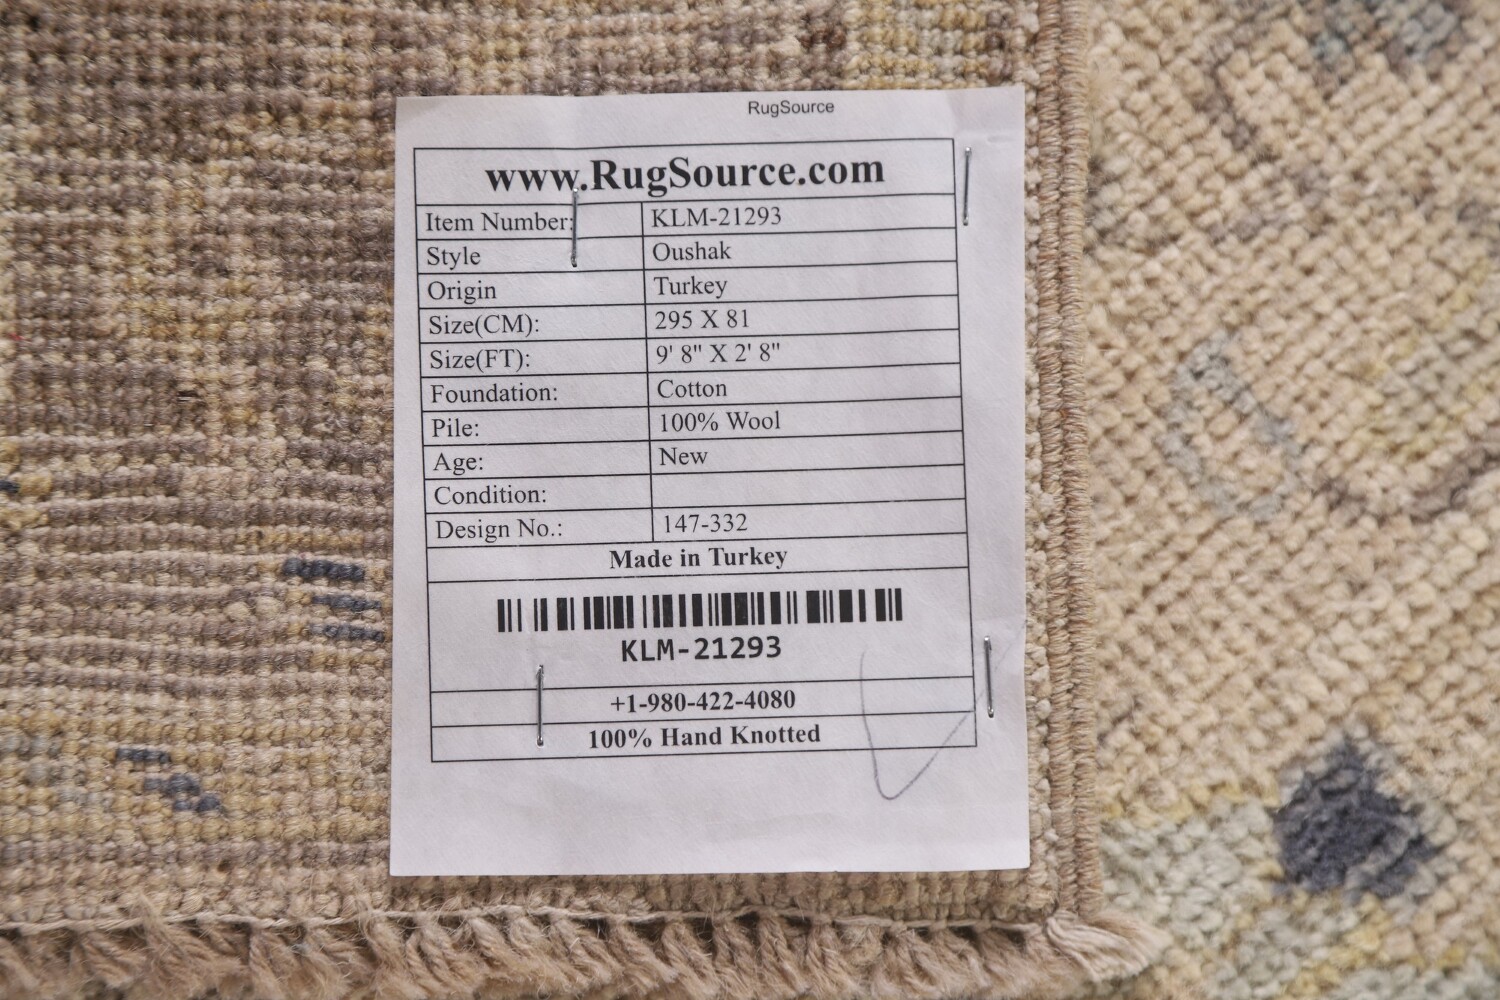 RugSource
www.RugSource.com
Item Number: KLM-21293
Style Oushak
Origin Turkey
Size(CM): 295 X 81
Size(FT): 9' 8" X 2' 8"
Foundation: Cotton
Pile: 100% Wool
Age: New
Condition:
Design No.: 147-332
Made in Turkey
KLM-21293
+1-980-422-4080
100% Hand Knotted